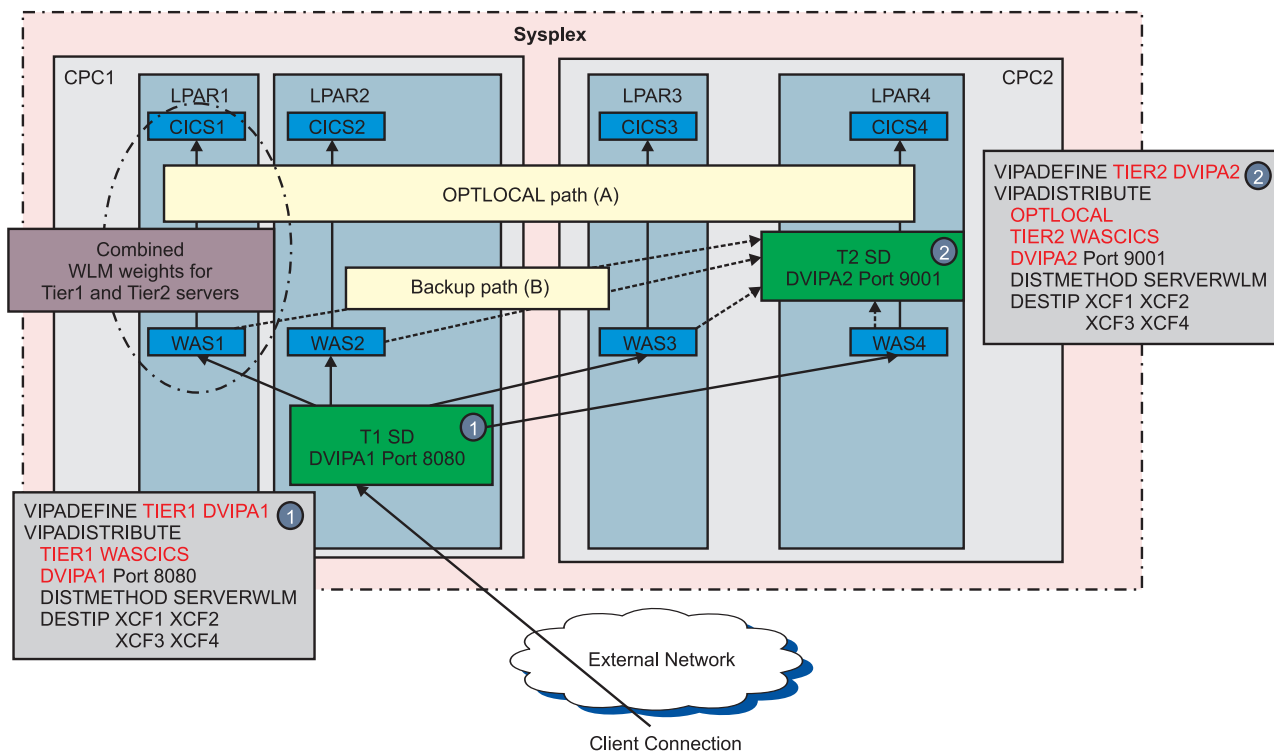 Sysplex
CPC1
CPC2
LPAR1
LPAR2
LPAR3
LPAR4
CICS1
CICS2
CICS3
CICS4
OPTLOCAL path (A)
VIPADEFINE TIER2 DVIPA2 2
VIPADISTRIBUTE
OPTLOCAL
TIER2 WASCICS
DVIPA2 Port 9001
DISTMETHOD SERVERWLM
DESTIP XCF1 XCF2
XCF3 XCF4
Combined
WLM weights for
Tier1 and Tier2 servers
T2 SD 2
DVIPA2 Port 9001
Backup path (B)
WAS1
WAS2
WAS3
WAS4
T1 SD 1
DVIPA1 Port 8080
VIPADEFINE TIER1 DVIPA1 1
VIPADISTRIBUTE
TIER1 WASCICS
DVIPA1 Port 8080
DISTMETHOD SERVERWLM
DESTIP XCF1 XCF2
XCF3 XCF4
External Network
Client Connection